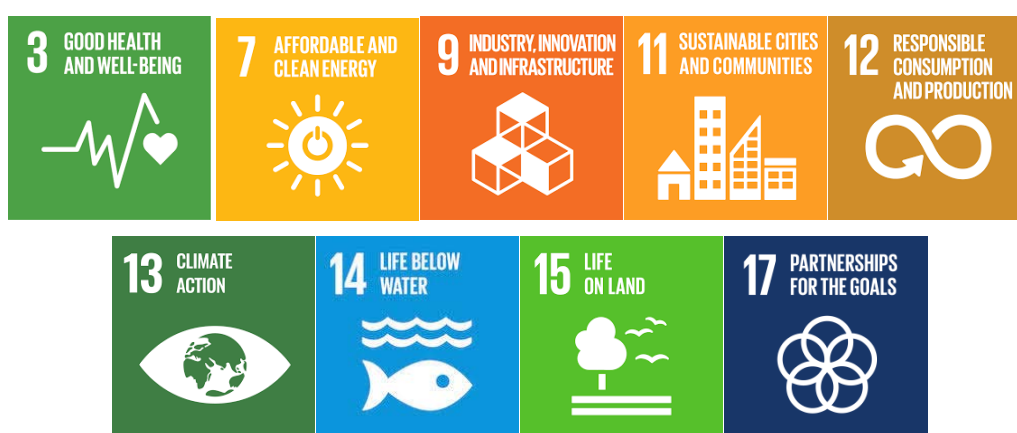 3 GOOD HEALTH
AND WELL-BEING
7 AFFORDABLE AND
CLEAN ENERGY
9 INDUSTRY, INNOVATION
AND INFRASTRUCTURE
11 SUSTAINABLE CITIES
AND COMMUNITIES
12 RESPONSIBLE
CONSUMPTION
AND PRODUCTION
13 CLIMATE
ACTION
14 LIFE BELOW
WATER
15 LIFE
ON LAND
17 PARTNERSHIPS
FOR THE GOALS